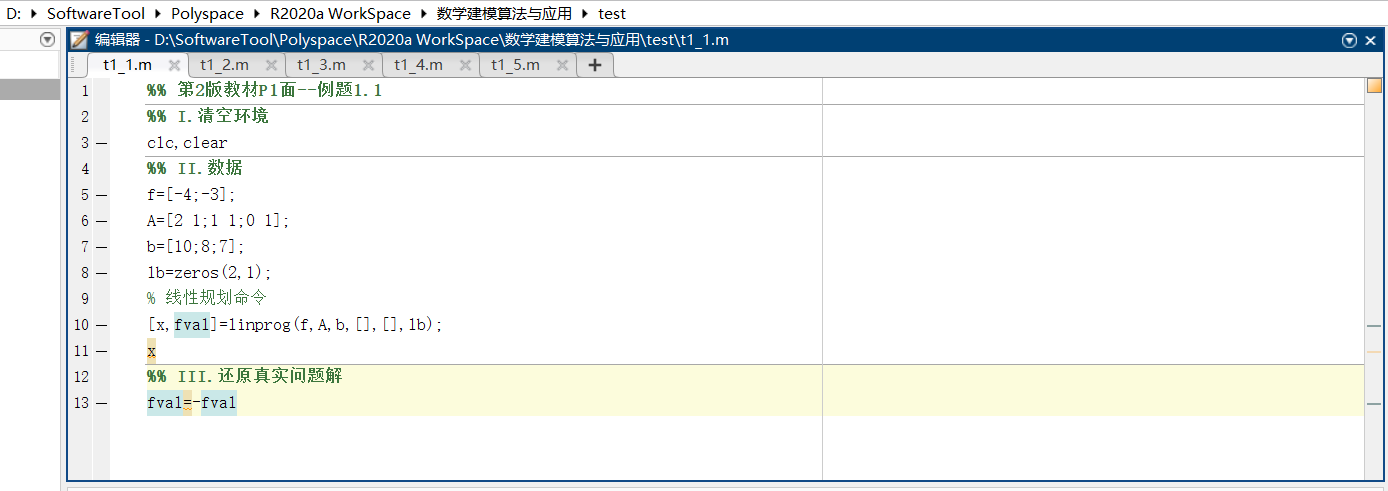 D: ▸ SoftwareTool ▸ Polyspace ▸ R2020a WorkSpace ▸ 数学建模算法与应用 ▸ test
编辑器 - D:\SoftwareTool\Polyspace\R2020a WorkSpace\数学建模算法与应用\test\t1_1.m
t1_1.m × t1_2.m × t1_3.m × t1_4.m × t1_5.m × +
1 %% 第2版教材P1面--例题1.1
2 %% I.清空环境
3 — clc,clear
4 %% II.数据
5 — f=[-4;-3];
6 — A=[2 1;1 1;0 1];
7 — b=[10;8;7];
8 — lb=zeros(2,1);
9 % 线性规划命令
10 — [x,fval]=linprog(f,A,b,[],[],lb);
11 — x
12 %% III.还原真实问题解
13 — fval=-fval